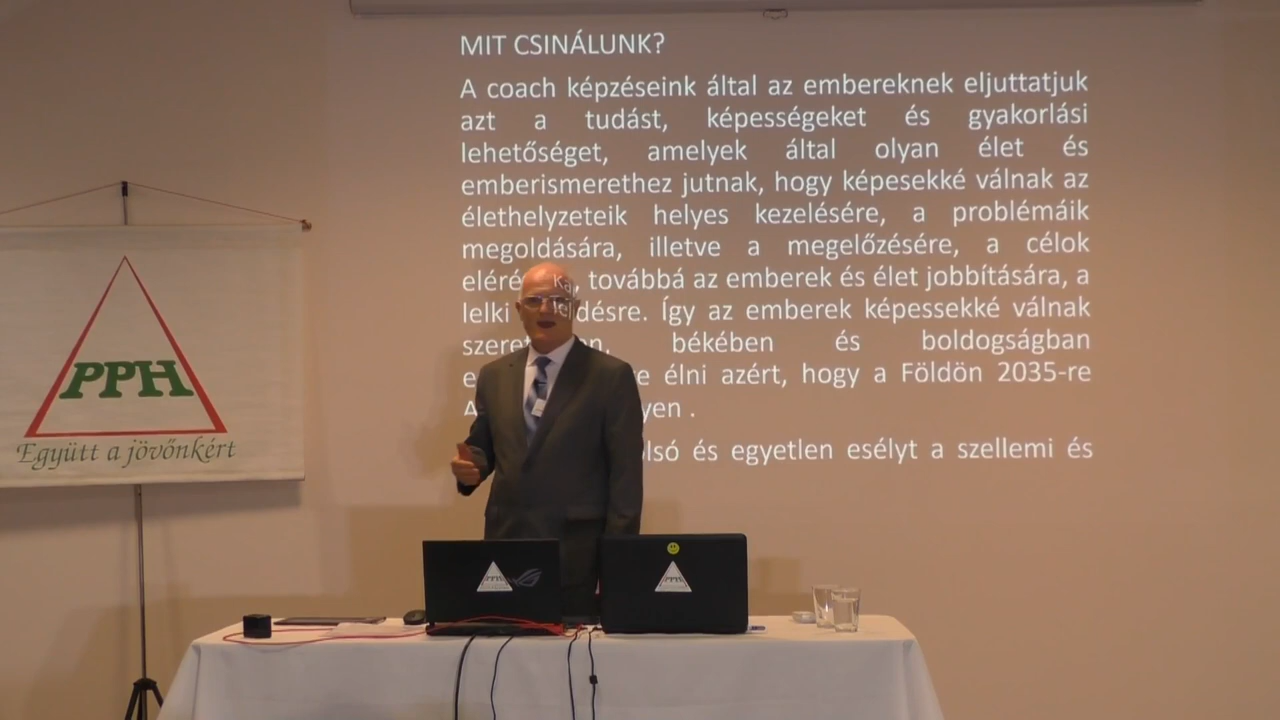 MIT CSINÁLUNK?
A coach képzéseink által az embereknek eljuttatjuk
azt a tudást, képességeket és gyakorlási
lehetőséget, amelyek által olyan élet és
emberismerethez jutnak, hogy képesekké válnak az
élethelyzeteik helyes kezelésére, a problémáik
megoldására, illetve a megelőzésére, a célok
továbbá az emberek és élet jobbítására, a
lelki Így az emberek képessekké válnak
békében és boldogságban
élni azért, hogy a Földön 2035-re
A
és egyetlen esélyt a szellemi és
PPH
Együtt a jövőnkért
PPH
PPH